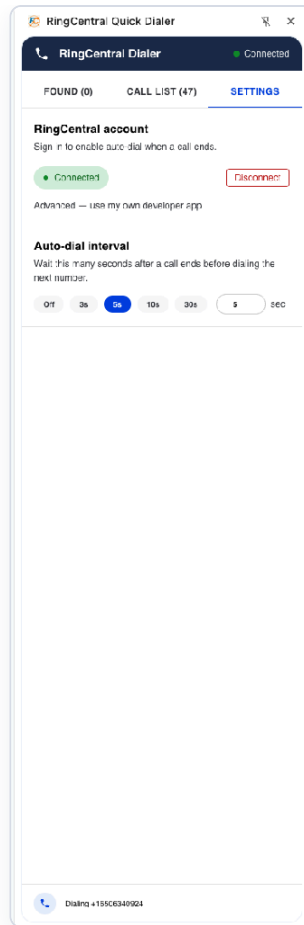 RingCentral Quick Dialer
RingCentral Dialer
Connected
FOUND (0)
CALL LIST (47)
SETTINGS
RingCentral account
Sign in to enable auto-dial when a call ends.
Connected
Disconnect
Advanced — use my own developer app
Auto-dial interval
Wait this many seconds after a call ends before dialing the
next number.
Off 3s 5s 10s 30s 5 sec
Dialing +16506340924